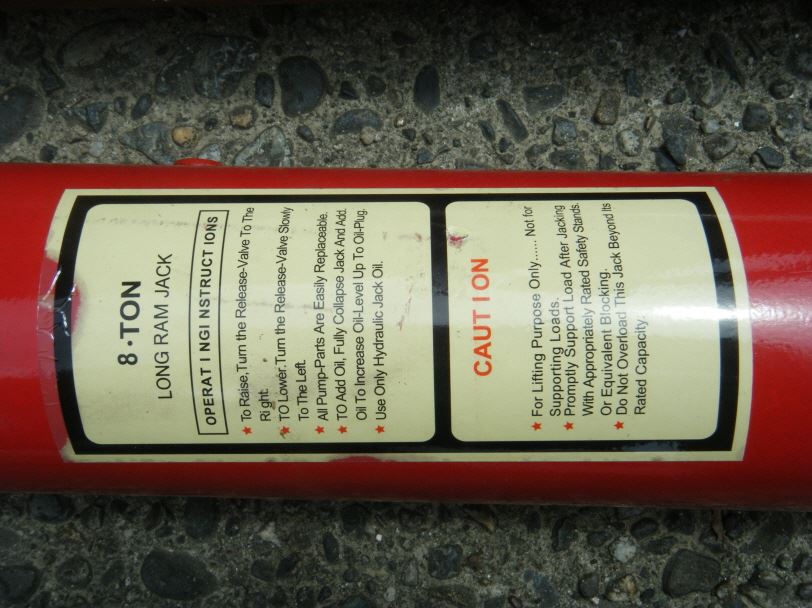 8·TON
LONG RAM JACK
OPERAT I NGI NSTRUCT IONS
★ To Raise,Turn the Release-Valve To The
Right.
★ TO Lower.Turn the Release-Valve Slowly
To The Left.
★ All Pump-Parts Are Easily Replaceable.
★ TO Add Oil, Fully Collapse Jack And Add.
Oil To Increase Oil-Level Up To Oil-Plug.
★ Use Only Hydraulic Jack Oil.
CAUTION
★ For Lifting Purpose Only...... Not for
Supporting Loads.
★ Promptly Support Load After Jacking
With Appropriately Rated Safety Stands.
Or Equivalent Blocking.
★ Do Not Overload This Jack Beyond Its
Rated Capacity.